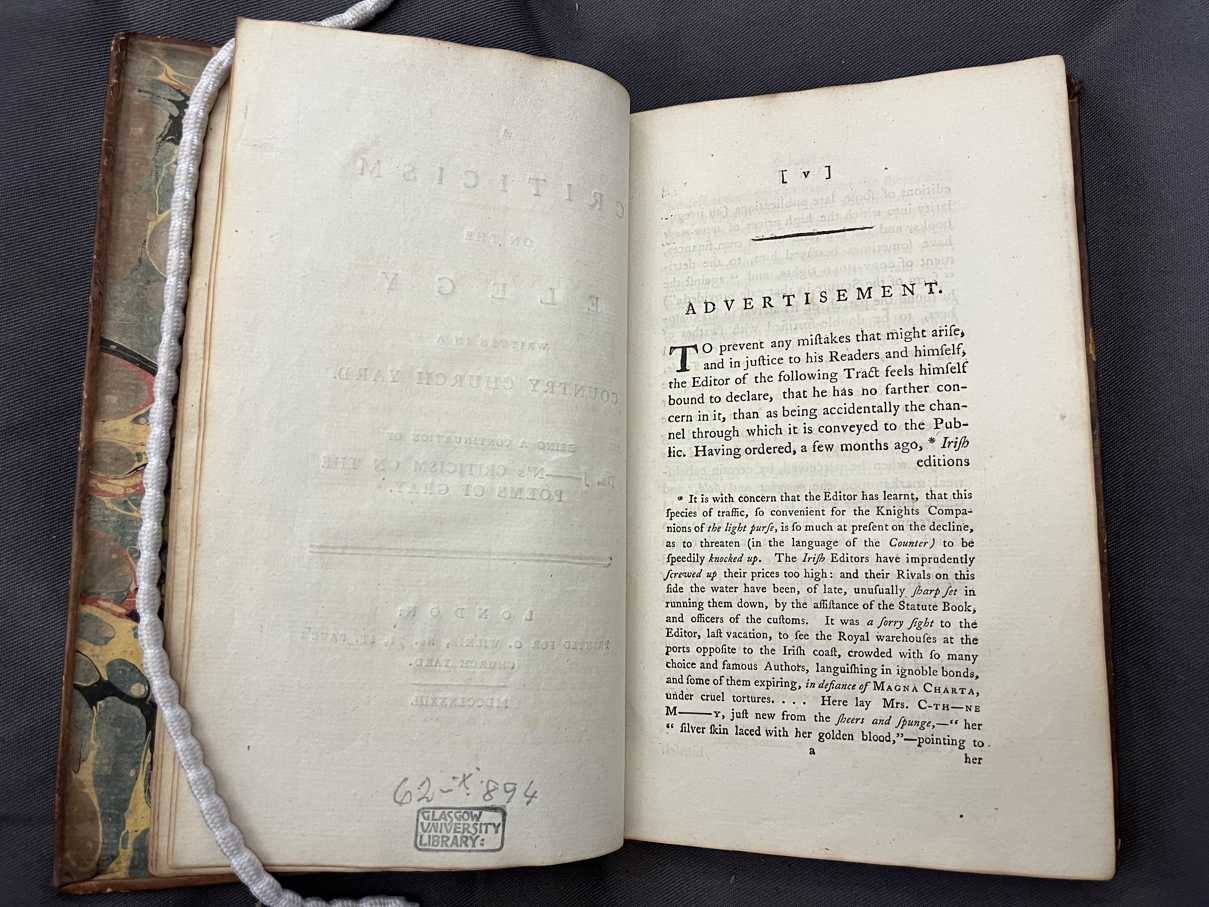 62-x.894
GLASGOW
UNIVERSITY
LIBRARY:
[ v ]
ADVERTISEMENT.
TO prevent any miſtakes that might ariſe,
and in juſtice to his Readers and himſelf,
the Editor of the following Tract feels himſelf
bound to declare, that he has no farther con-
cern in it, than as being accidentally the chan-
nel through which it is conveyed to the Pub-
lic. Having ordered, a few months ago, * Iriſh
editions
* It is with concern that the Editor has learnt, that this
ſpecies of traffic, ſo convenient for the Knights Compa-
nions of the light purſe, is ſo much at preſent on the decline,
as to threaten (in the language of the Counter) to be
ſpeedily knocked up. The Iriſh Editors have imprudently
ſcrewed up their prices too high: and their Rivals on this
ſide the water have been, of late, unuſually ſharp ſet in
running them down, by the aſſiſtance of the Statute Book,
and officers of the cuſtoms. It was a ſorry ſight to the
Editor, laſt vacation, to ſee the Royal warehouſes at the
ports oppoſite to the Iriſh coaſt, crowded with ſo many
choice and famous Authors, languiſhing in ignoble bonds,
and ſome of them expiring, in defiance of MAGNA CHARTA,
under cruel tortures. . . . Here lay Mrs. C-TH—NE
M——Y, juſt new from the ſheers and ſpunge,—“ her
“ ſilver ſkin laced with her golden blood,”—pointing to
a
her